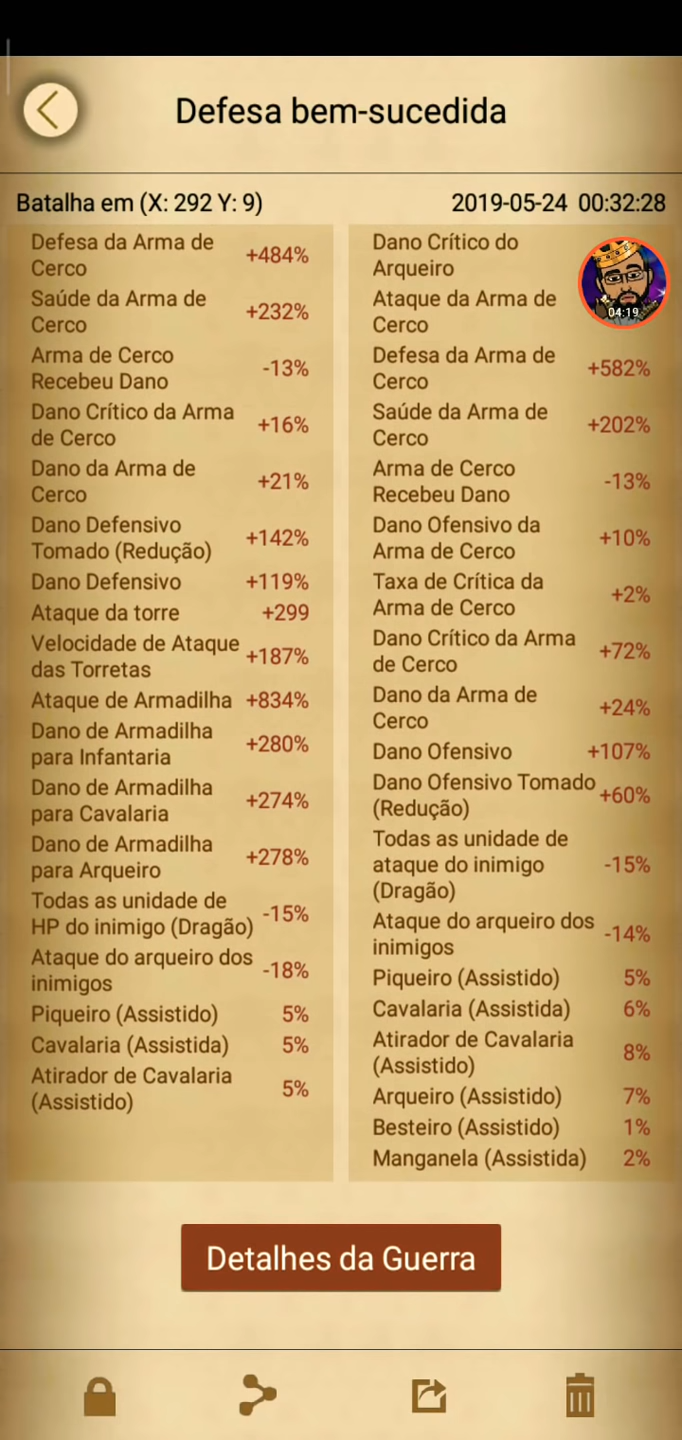 Defesa bem-sucedida
Batalha em (X: 292 Y: 9)
2019-05-24 00:32:28
Defesa da Arma de
Cerco
+484%
Saúde da Arma de
Cerco
+232%
Arma de Cerco
Recebeu Dano
-13%
Dano Crítico da Arma
de Cerco
+16%
Dano da Arma de
Cerco
+21%
Dano Defensivo
Tomado (Redução)
+142%
Dano Defensivo
+119%
Ataque da torre
+299
Velocidade de Ataque
das Torretas
+187%
Ataque de Armadilha
+834%
Dano de Armadilha
para Infantaria
+280%
Dano de Armadilha
para Cavalaria
+274%
Dano de Armadilha
para Arqueiro
+278%
Todas as unidade de
HP do inimigo (Dragão)
-15%
Ataque do arqueiro dos
inimigos
-18%
Piqueiro (Assistido)
5%
Cavalaria (Assistida)
5%
Atirador de Cavalaria
(Assistido)
5%
Dano Crítico do
Arqueiro
Ataque da Arma de
Cerco
04:19
Defesa da Arma de
Cerco
+582%
Saúde da Arma de
Cerco
+202%
Arma de Cerco
Recebeu Dano
-13%
Dano Ofensivo da
Arma de Cerco
+10%
Taxa de Crítica da
Arma de Cerco
+2%
Dano Crítico da Arma
de Cerco
+72%
Dano da Arma de
Cerco
+24%
Dano Ofensivo
+107%
Dano Ofensivo Tomado
(Redução)
+60%
Todas as unidade de
ataque do inimigo
(Dragão)
-15%
Ataque do arqueiro dos
inimigos
-14%
Piqueiro (Assistido)
5%
Cavalaria (Assistida)
6%
Atirador de Cavalaria
(Assistido)
8%
Arqueiro (Assistido)
7%
Besteiro (Assistido)
1%
Manganela (Assistida)
2%
Detalhes da Guerra